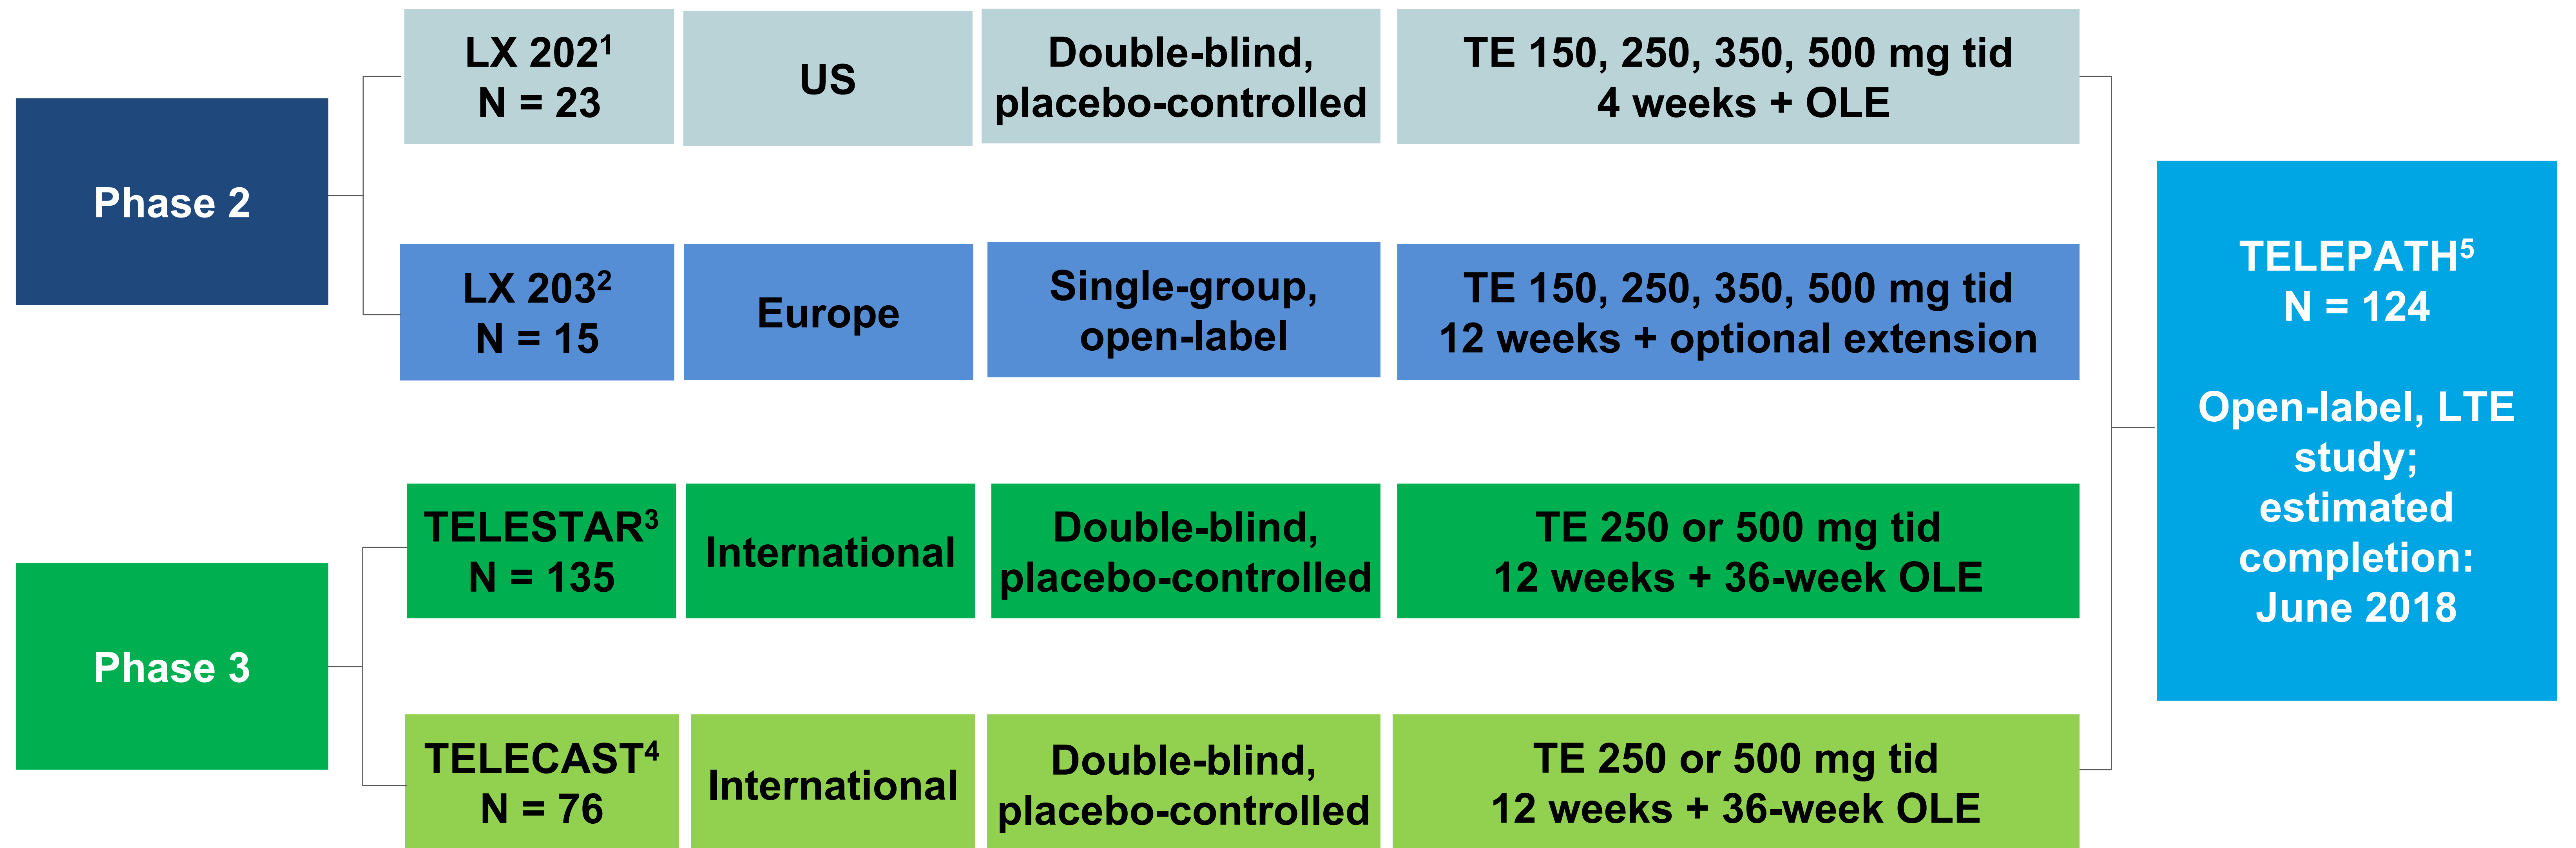 Phase 2
LX 202¹
N = 23
US
Double-blind,
placebo-controlled
TE 150, 250, 350, 500 mg tid
4 weeks + OLE
LX 203²
N = 15
Europe
Single-group,
open-label
TE 150, 250, 350, 500 mg tid
12 weeks + optional extension
Phase 3
TELESTAR³
N = 135
International
Double-blind,
placebo-controlled
TE 250 or 500 mg tid
12 weeks + 36-week OLE
TELECAST⁴
N = 76
International
Double-blind,
placebo-controlled
TE 250 or 500 mg tid
12 weeks + 36-week OLE
TELEPATH⁵
N = 124
Open-label, LTE
study;
estimated
completion:
June 2018